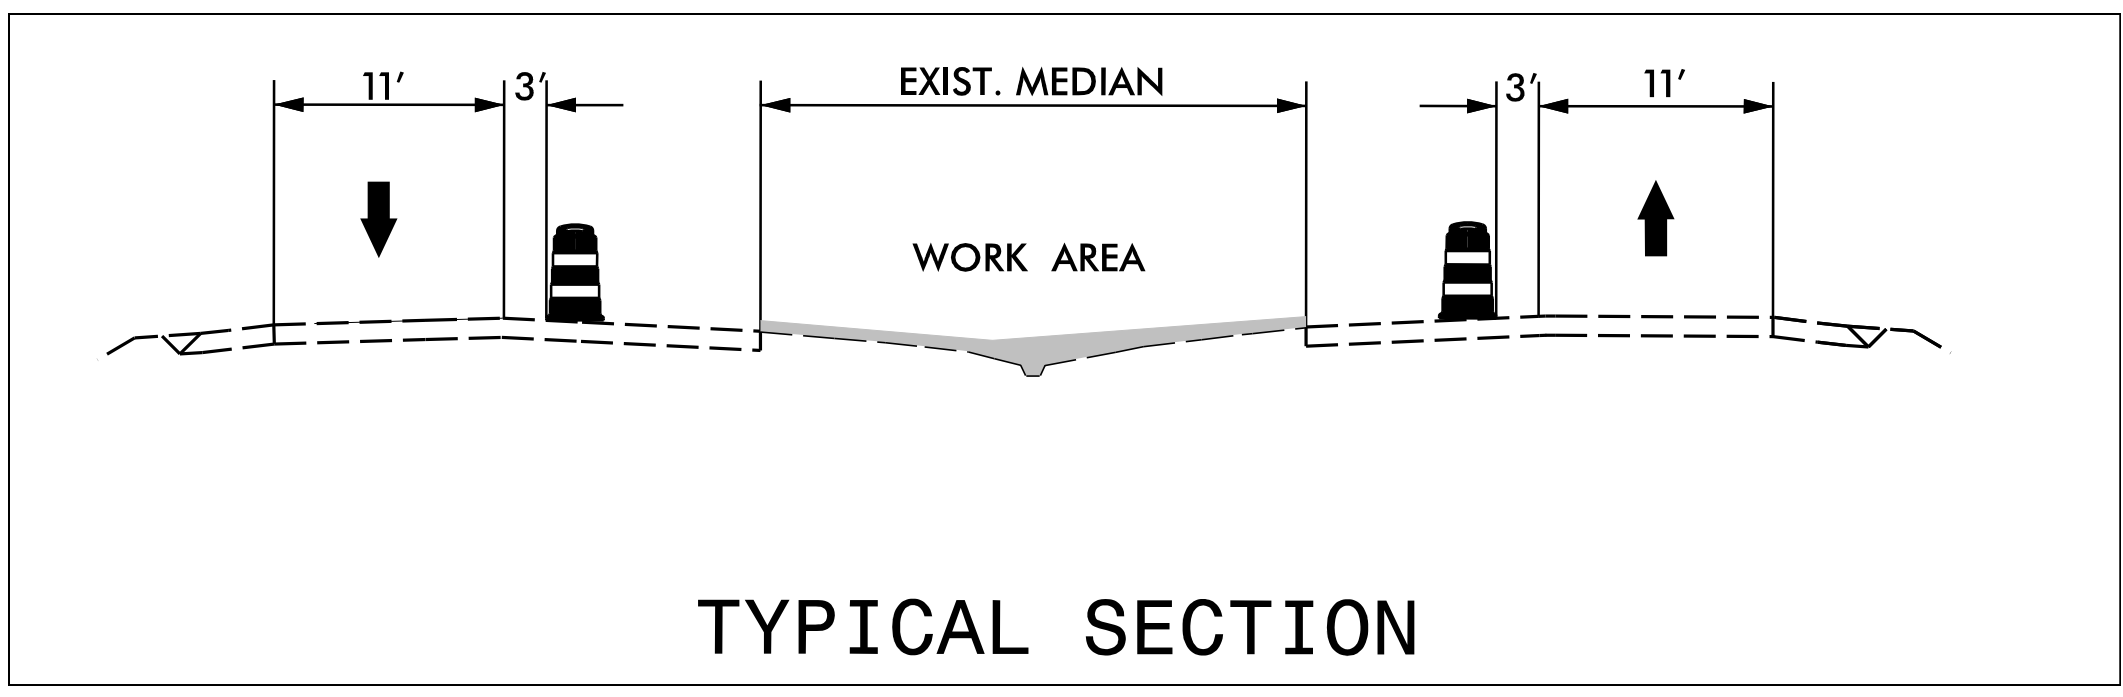 11' 3' EXIST. MEDIAN 3' 11'
WORK AREA
TYPICAL SECTION